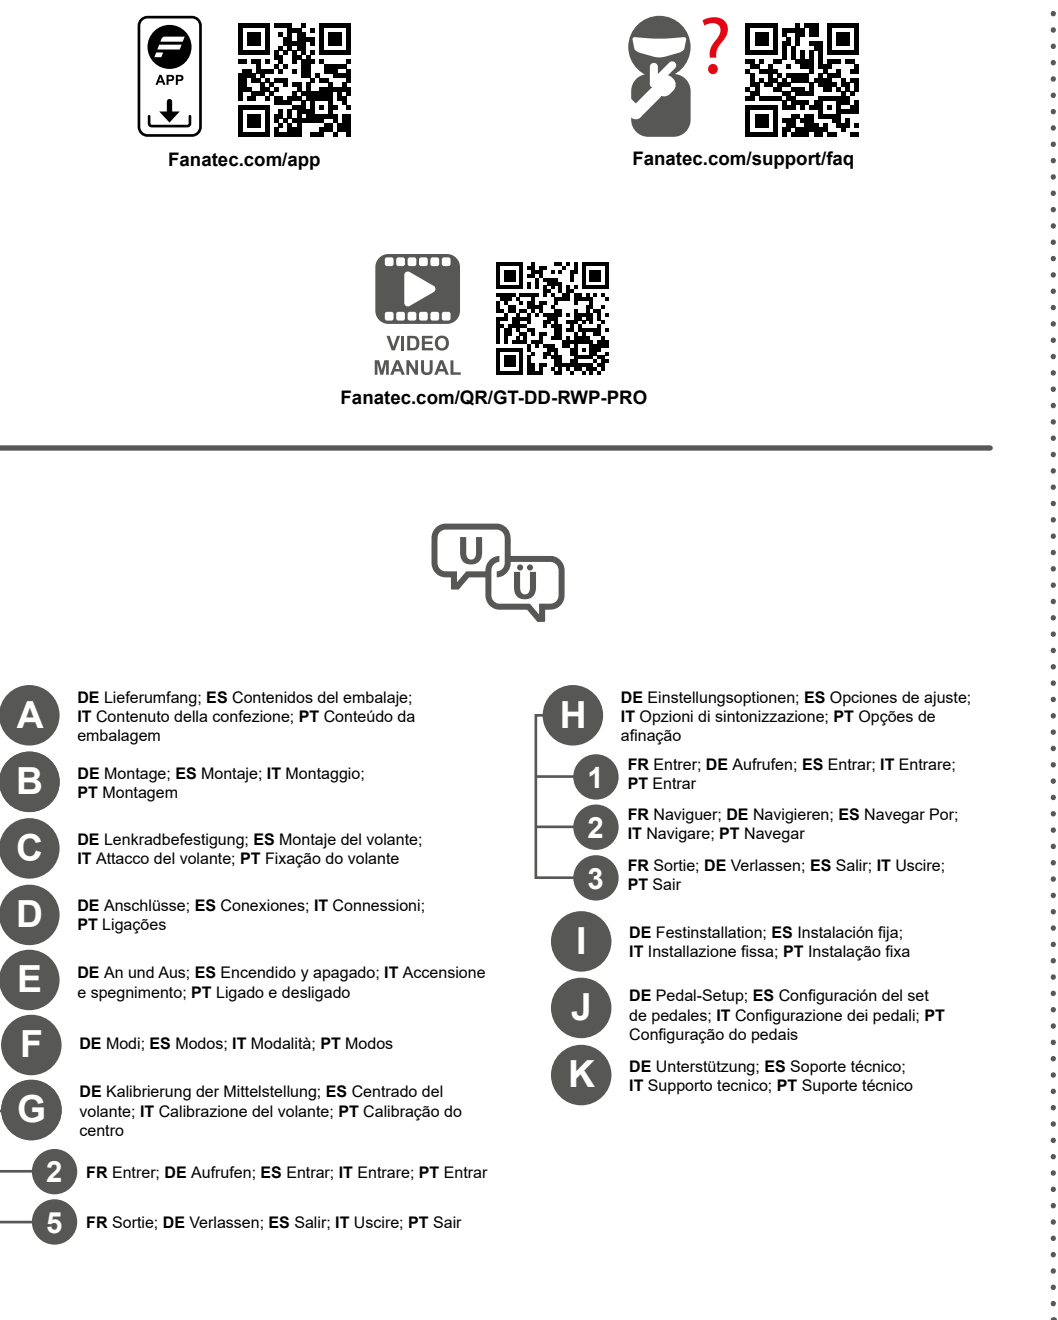 APP
Fanatec.com/app
?
Fanatec.com/support/faq
VIDEO
MANUAL
Fanatec.com/QR/GT-DD-RWP-PRO
U
Ü
A
DE Lieferumfang; ES Contenidos del embalaje;
IT Contenuto della confezione; PT Conteúdo da
embalagem
B
DE Montage; ES Montaje; IT Montaggio;
PT Montagem
C
DE Lenkradbefestigung; ES Montaje del volante;
IT Attacco del volante; PT Fixação do volante
D
DE Anschlüsse; ES Conexiones; IT Connessioni;
PT Ligações
E
DE An und Aus; ES Encendido y apagado; IT Accensione
e spegnimento; PT Ligado e desligado
F
DE Modi; ES Modos; IT Modalità; PT Modos
G
DE Kalibrierung der Mittelstellung; ES Centrado del
volante; IT Calibrazione del volante; PT Calibração do
centro
2
FR Entrer; DE Aufrufen; ES Entrar; IT Entrare; PT Entrar
5
FR Sortie; DE Verlassen; ES Salir; IT Uscire; PT Sair
H
DE Einstellungsoptionen; ES Opciones de ajuste;
IT Opzioni di sintonizzazione; PT Opções de
afinação
1
FR Entrer; DE Aufrufen; ES Entrar; IT Entrare;
PT Entrar
2
FR Naviguer; DE Navigieren; ES Navegar Por;
IT Navigare; PT Navegar
3
FR Sortie; DE Verlassen; ES Salir; IT Uscire;
PT Sair
I
DE Festinstallation; ES Instalación fija;
IT Installazione fissa; PT Instalação fixa
J
DE Pedal-Setup; ES Configuración del set
de pedales; IT Configurazione dei pedali; PT
Configuração do pedais
K
DE Unterstützung; ES Soporte técnico;
IT Supporto tecnico; PT Suporte técnico